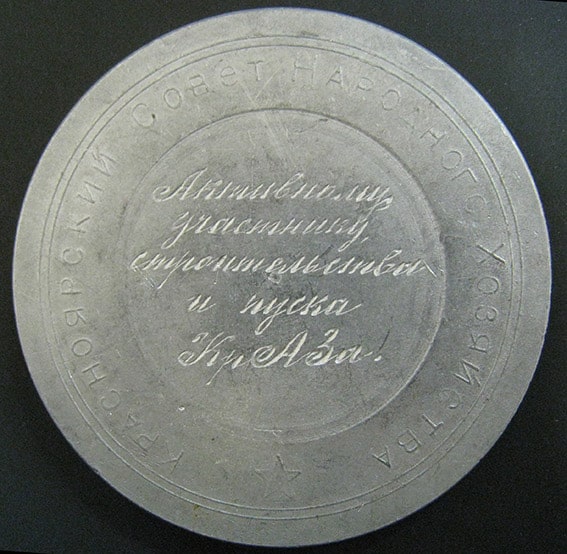 Красноярский Совет Народного Хозяйства
Активному
участнику
строительства
и пуска
КрАЗа!